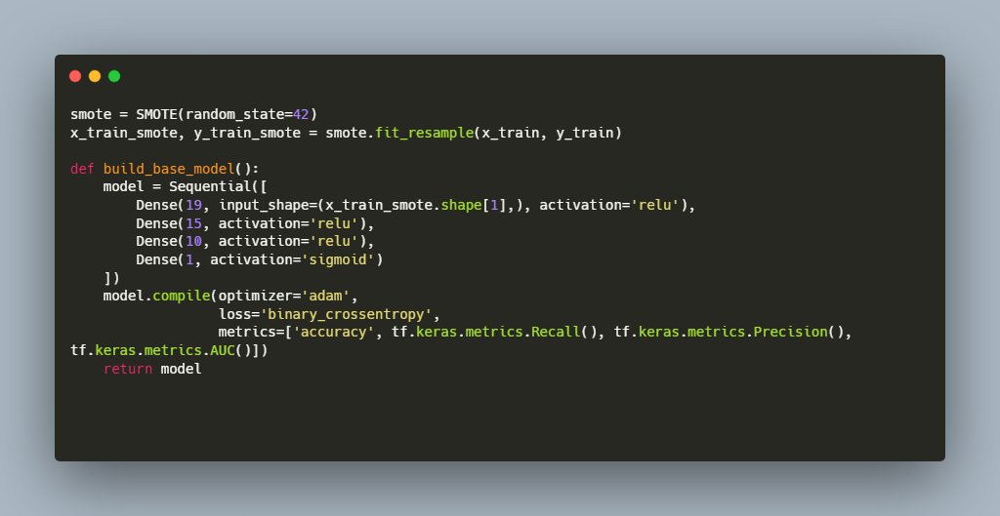 smote = SMOTE(random_state=42)
x_train_smote, y_train_smote = smote.fit_resample(x_train, y_train)

def build_base_model():
    model = Sequential([
        Dense(19, input_shape=(x_train_smote.shape[1],), activation='relu'),
        Dense(15, activation='relu'),
        Dense(10, activation='relu'),
        Dense(1, activation='sigmoid')
    ])
    model.compile(optimizer='adam',
                  loss='binary_crossentropy',
                  metrics=['accuracy', tf.keras.metrics.Recall(), tf.keras.metrics.Precision(),
tf.keras.metrics.AUC()])
    return model